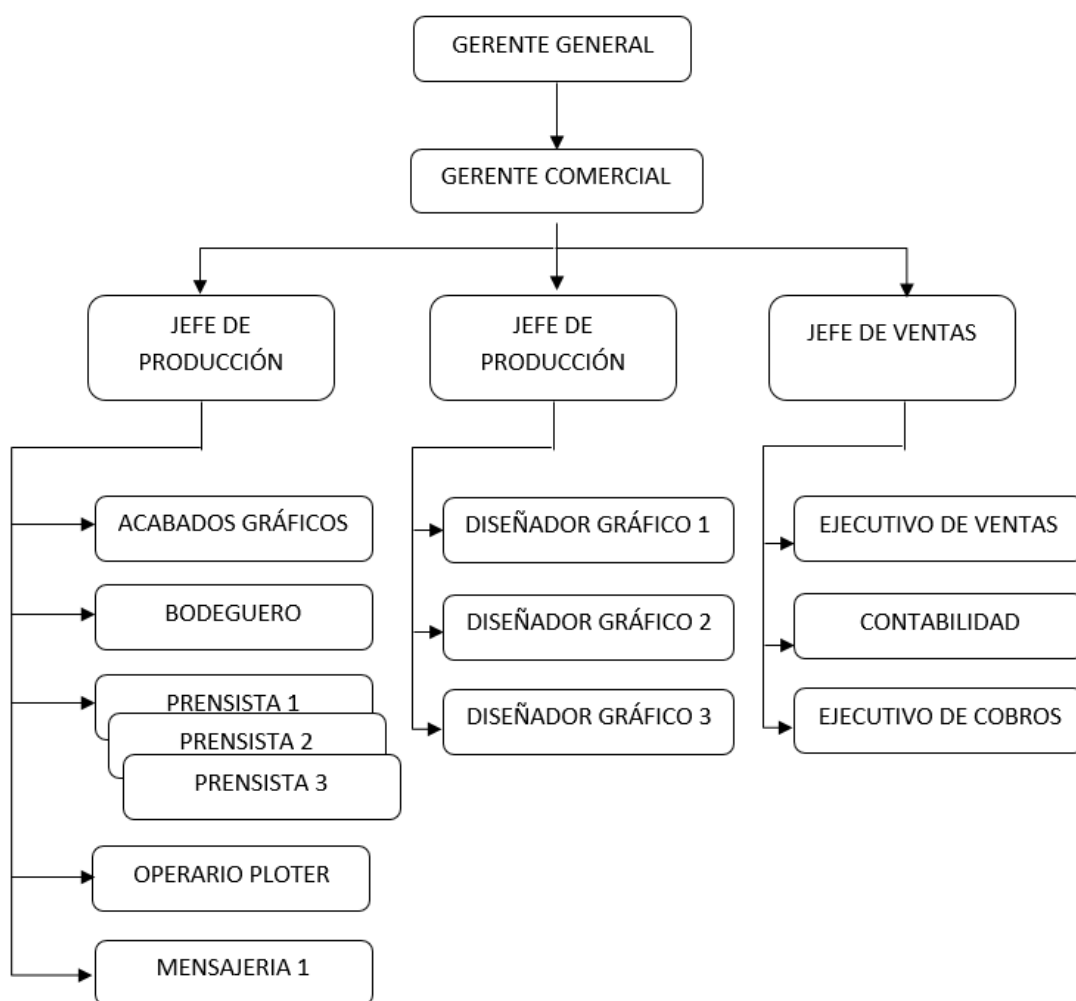 GERENTE GENERAL
GERENTE COMERCIAL
JEFE DE
PRODUCCIÓN
JEFE DE
PRODUCCIÓN
JEFE DE VENTAS
ACABADOS GRÁFICOS
BODEGUERO
PRENSISTA 1
PRENSISTA 2
PRENSISTA 3
OPERARIO PLOTER
MENSAJERIA 1
DISEÑADOR GRÁFICO 1
DISEÑADOR GRÁFICO 2
DISEÑADOR GRÁFICO 3
EJECUTIVO DE VENTAS
CONTABILIDAD
EJECUTIVO DE COBROS